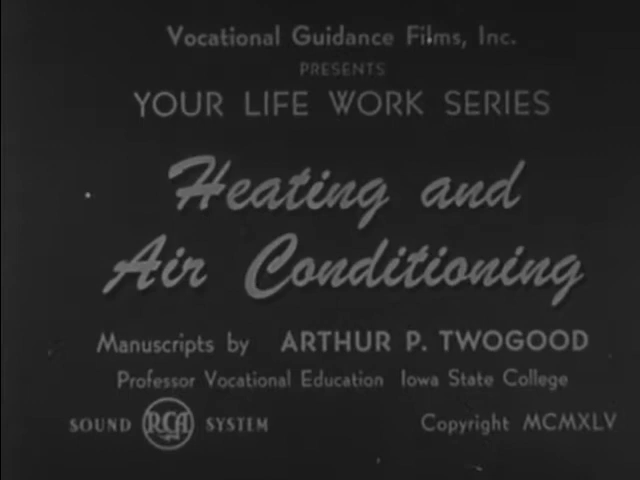 Vocational Guidance Films, Inc.
PRESENTS
YOUR LIFE WORK SERIES
Heating and
Air Conditioning
Manuscripts by ARTHUR P. TWOGOOD
Professor Vocational Education Iowa State College
SOUND RCA SYSTEM
Copyright MCMXLV